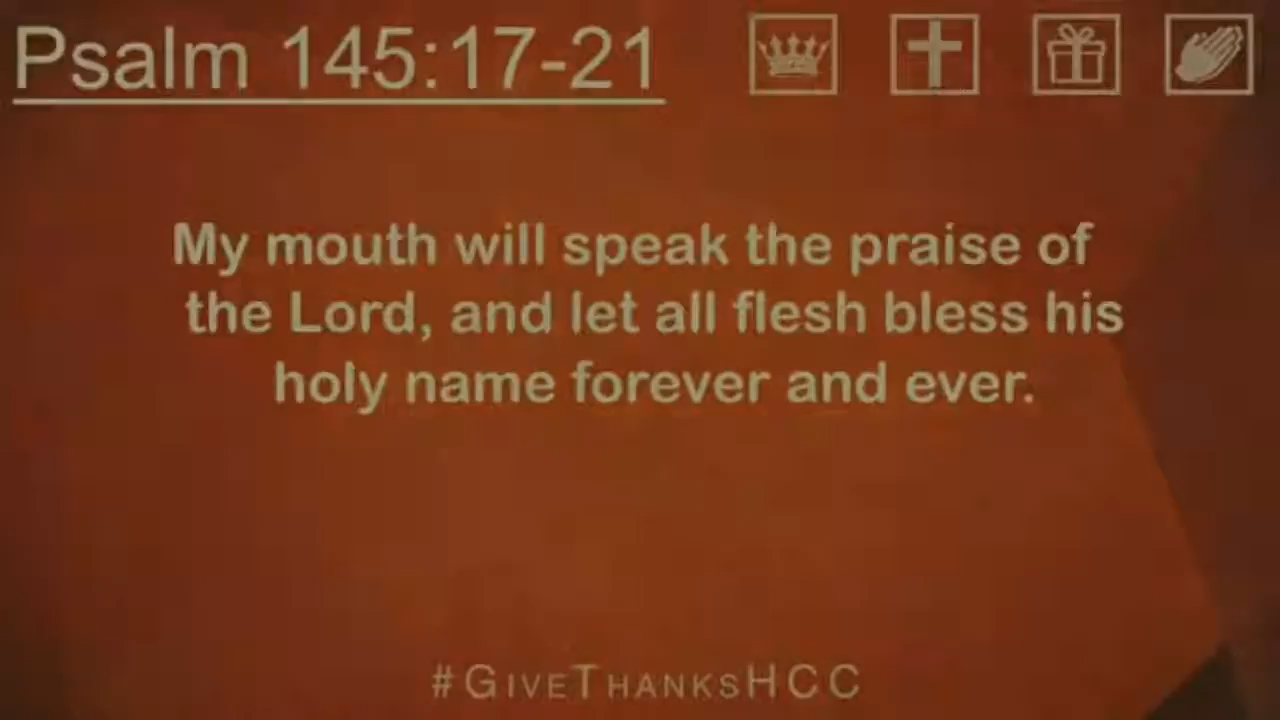 Psalm 145:17-21
My mouth will speak the praise of
the Lord, and let all flesh bless his
holy name forever and ever.
#GIVETHANKSHCC